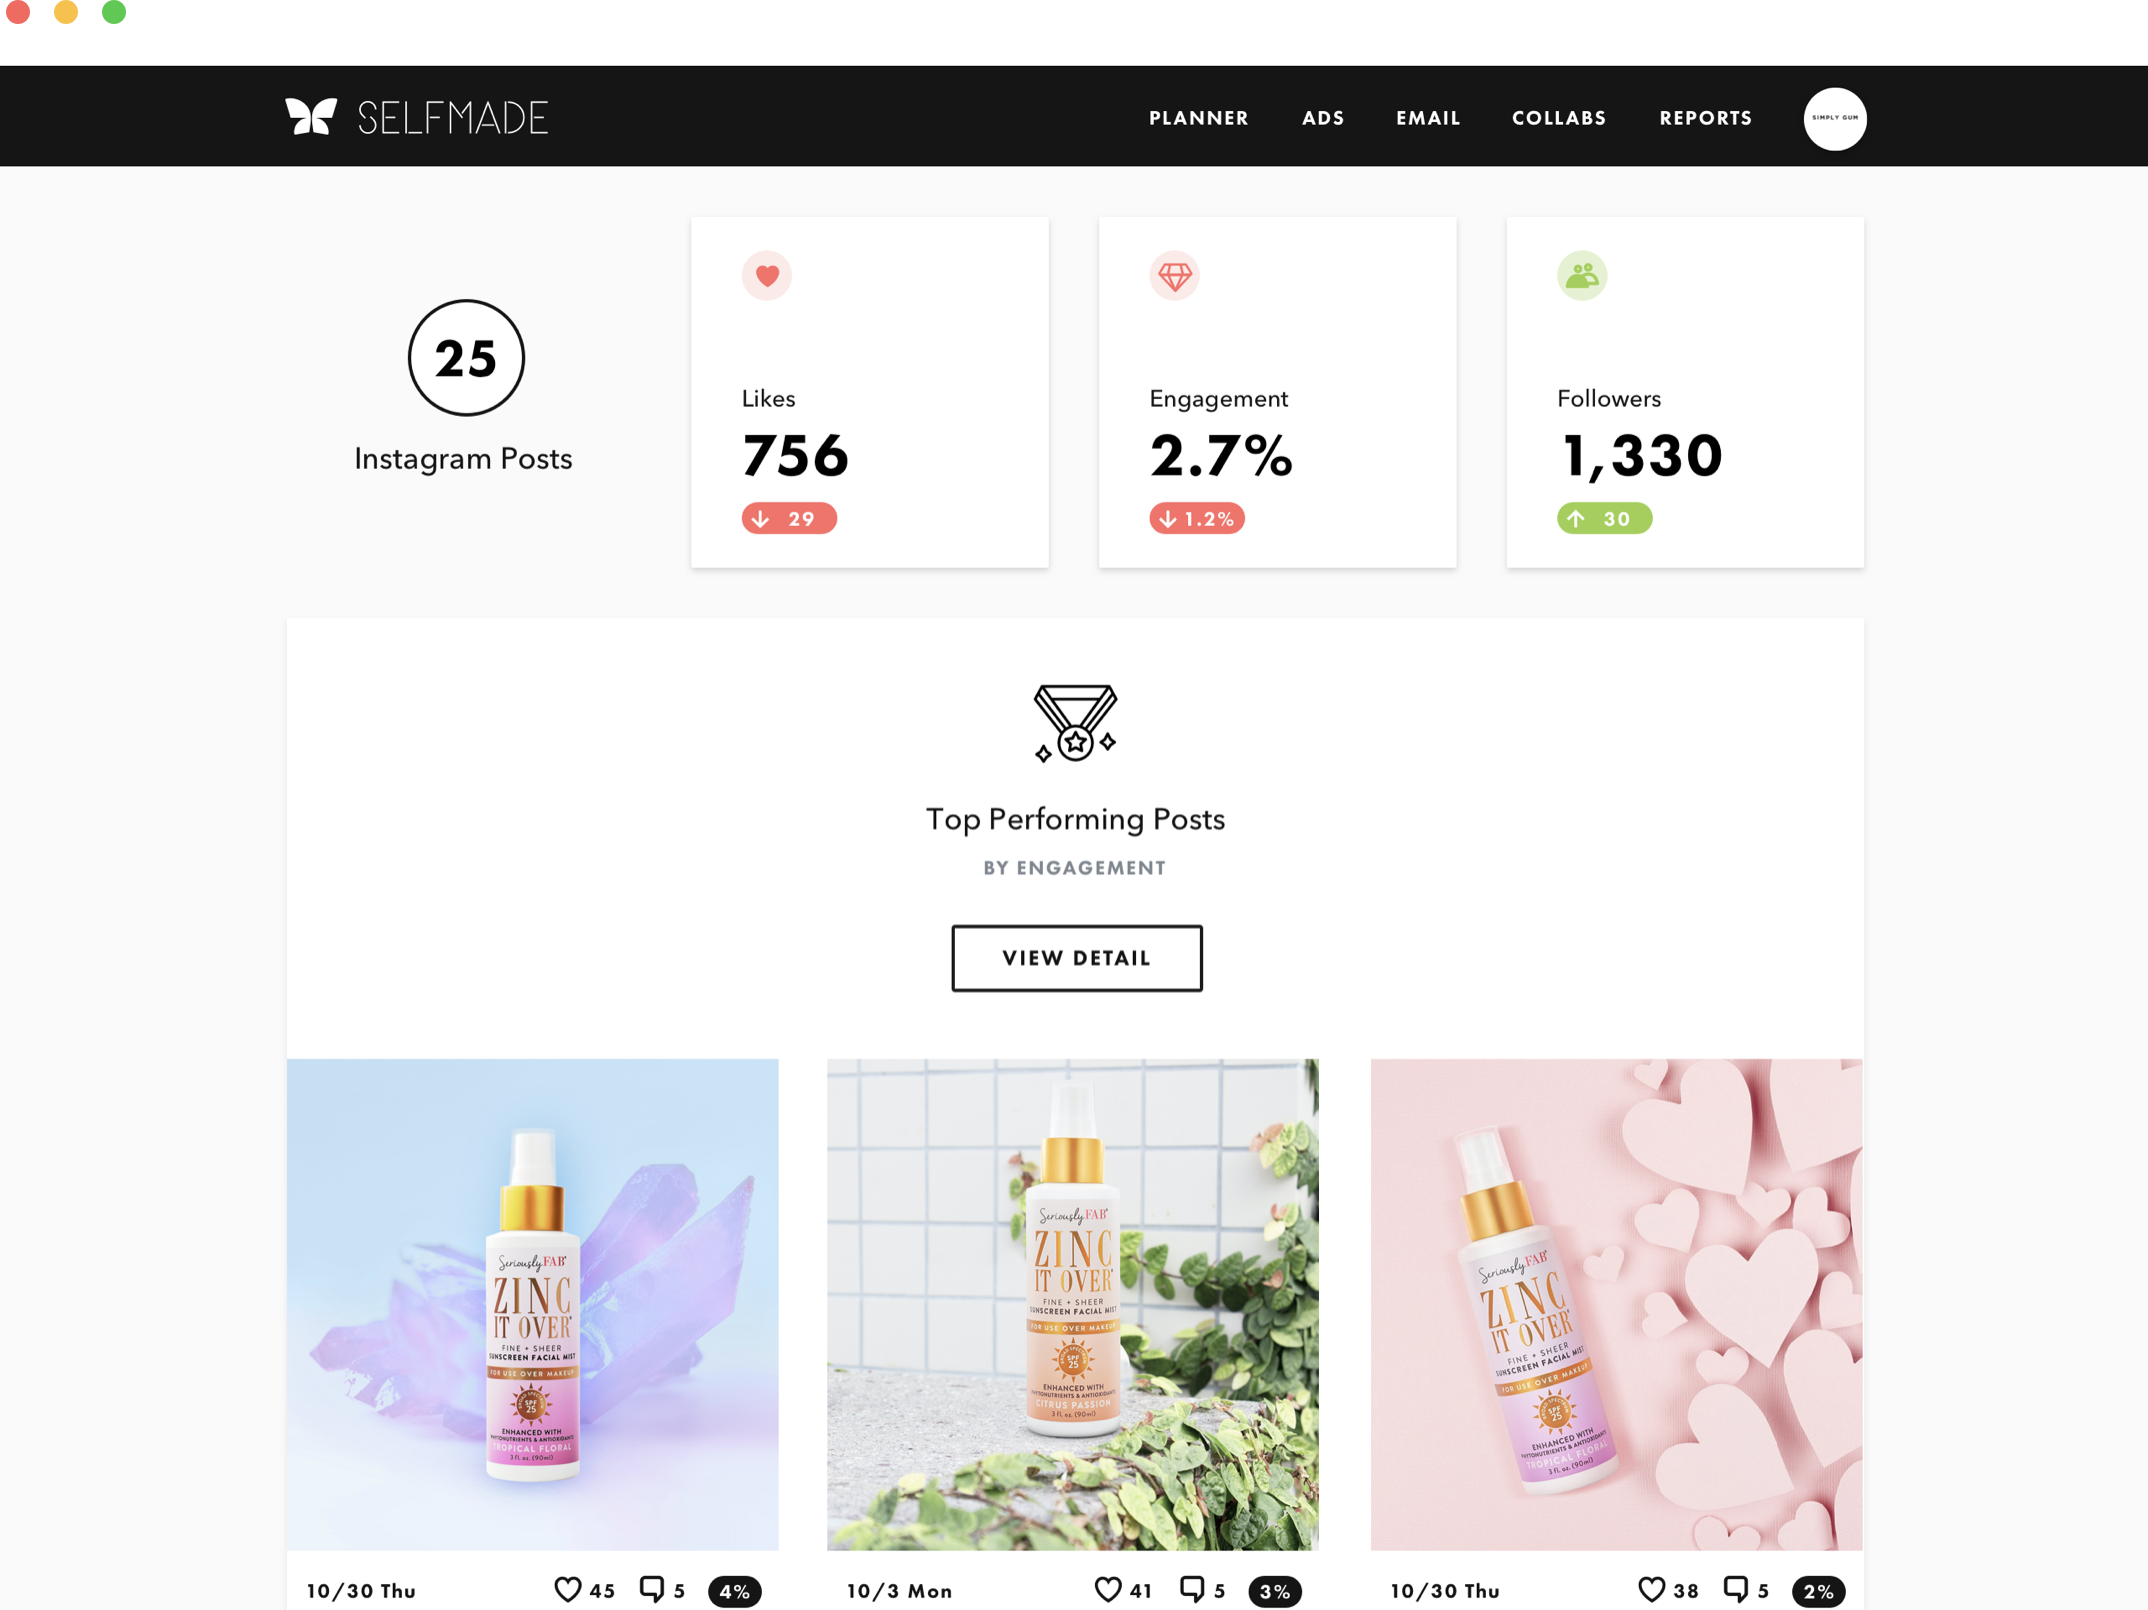 SELFMADE
PLANNER ADS EMAIL COLLABS REPORTS
SIMPLY GUM
25
Instagram Posts
Likes
756
29
Engagement
2.7%
1.2%
Followers
1,330
30
Top Performing Posts
BY ENGAGEMENT
VIEW DETAIL
Seriously FAB
ZINC
IT OVER
FINE + SHEER
SUNSCREEN FACIAL MIST
FOR USE OVER MAKEUP
BROAD SPECTRUM
SPF
25
ENHANCED WITH
PHYTONUTRIENTS & ANTIOXIDANTS
TROPICAL FLORAL
3 fl. oz. (90ml)
10/30 Thu 45 5 4%
Seriously FAB
ZINC
IT OVER
FINE + SHEER
SUNSCREEN FACIAL MIST
FOR USE OVER MAKEUP
BROAD SPECTRUM
SPF
25
ENHANCED WITH
PHYTONUTRIENTS & ANTIOXIDANTS
CITRUS PASSION
3 fl. oz. (90ml)
10/3 Mon 41 5 3%
Seriously FAB
ZINC
IT OVER
FINE + SHEER
SUNSCREEN FACIAL MIST
FOR USE OVER MAKEUP
BROAD SPECTRUM
SPF
25
ENHANCED WITH
PHYTONUTRIENTS & ANTIOXIDANTS
TROPICAL FLORAL
3 fl. oz. (90ml)
10/30 Thu 38 5 2%